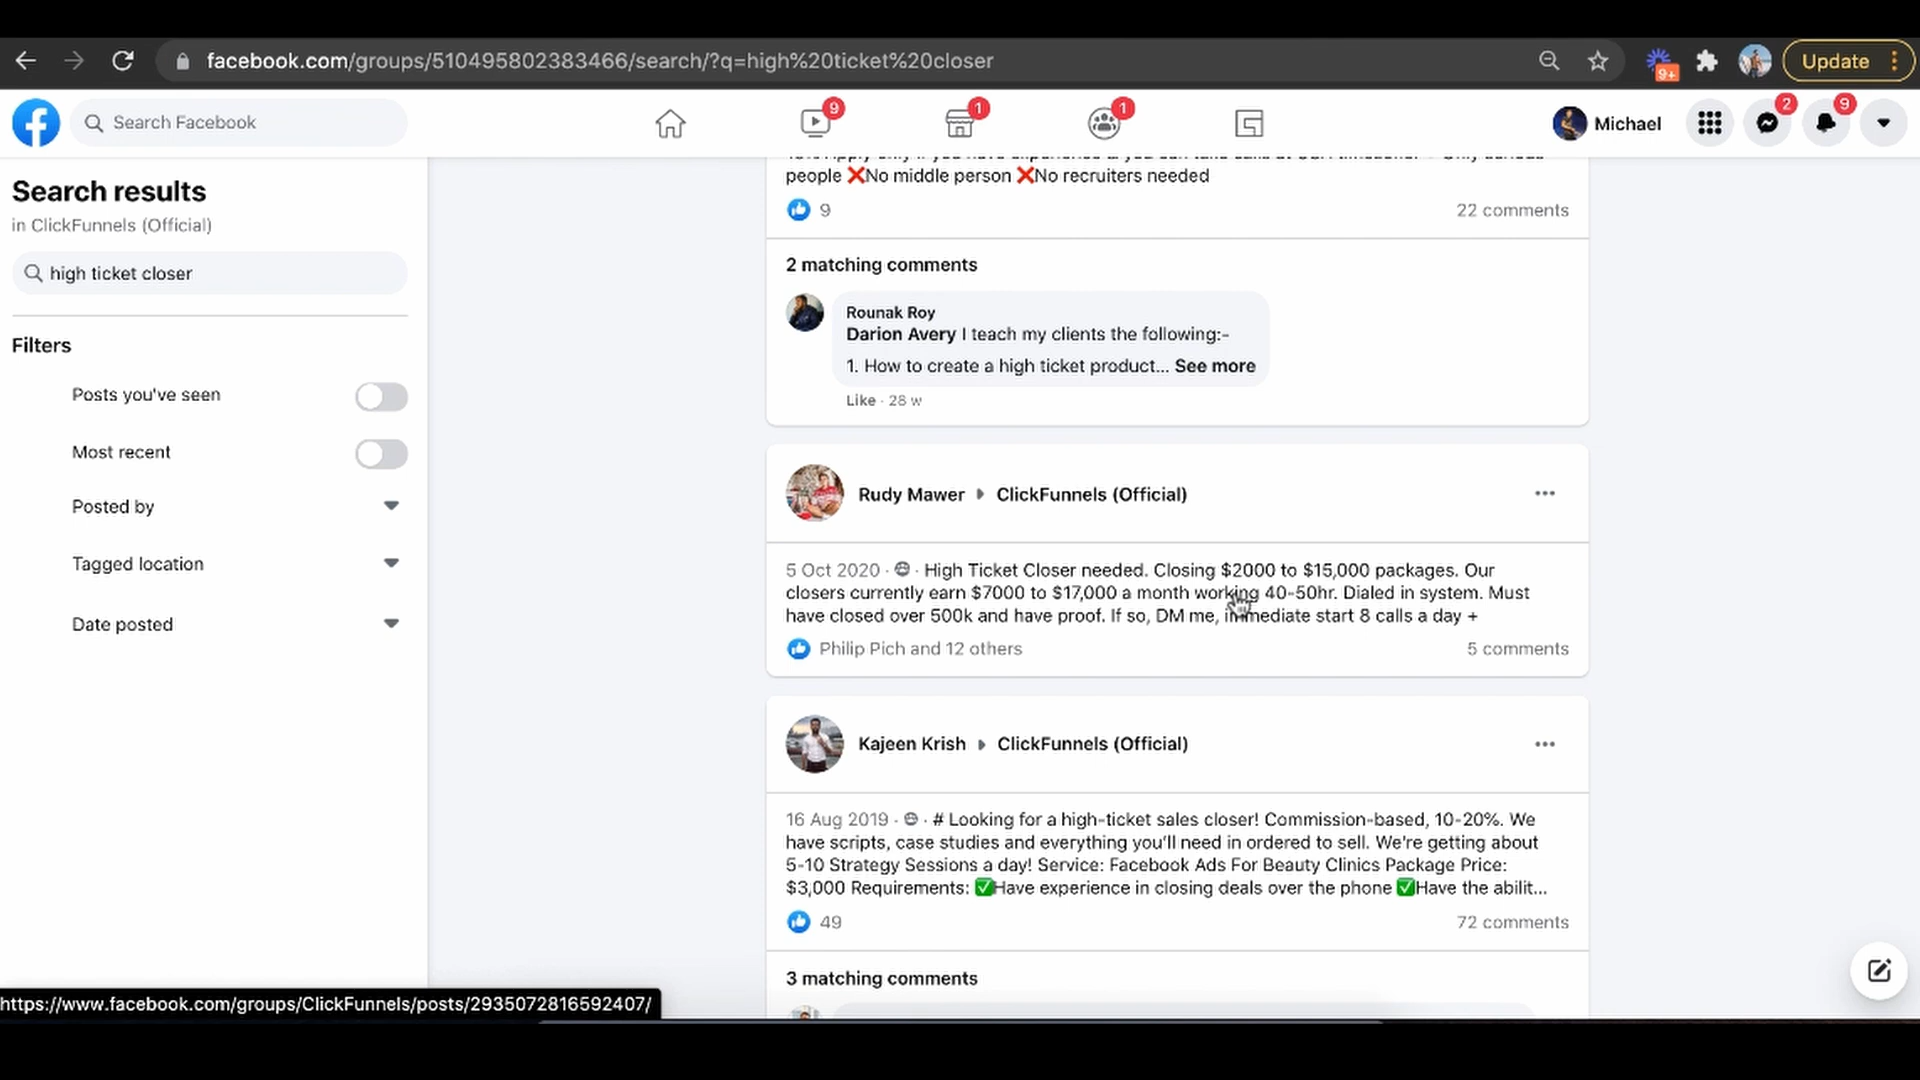 facebook.com/groups/510495802383466/search/?q=high%20ticket%20closer
9+
Update
Search Facebook
9
1
1
Michael
2
9
Search results
in ClickFunnels (Official)
high ticket closer
Filters
Posts you've seen
Most recent
Posted by
Tagged location
Date posted
people ❌No middle person ❌No recruiters needed
9
22 comments
2 matching comments
Rounak Roy
Darion Avery I teach my clients the following:-
1. How to create a high ticket product... See more
Like · 28 w
Rudy Mawer ▸ ClickFunnels (Official)
5 Oct 2020 · · High Ticket Closer needed. Closing $2000 to $15,000 packages. Our
closers currently earn $7000 to $17,000 a month working 40-50hr. Dialed in system. Must
have closed over 500k and have proof. If so, DM me, immediate start 8 calls a day +
Philip Pich and 12 others
5 comments
Kajeen Krish ▸ ClickFunnels (Official)
16 Aug 2019 · · # Looking for a high-ticket sales closer! Commission-based, 10-20%. We
have scripts, case studies and everything you'll need in ordered to sell. We're getting about
5-10 Strategy Sessions a day! Service: Facebook Ads For Beauty Clinics Package Price:
$3,000 Requirements: ✅Have experience in closing deals over the phone ✅Have the abilit...
49
72 comments
3 matching comments
https://www.facebook.com/groups/ClickFunnels/posts/2935072816592407/